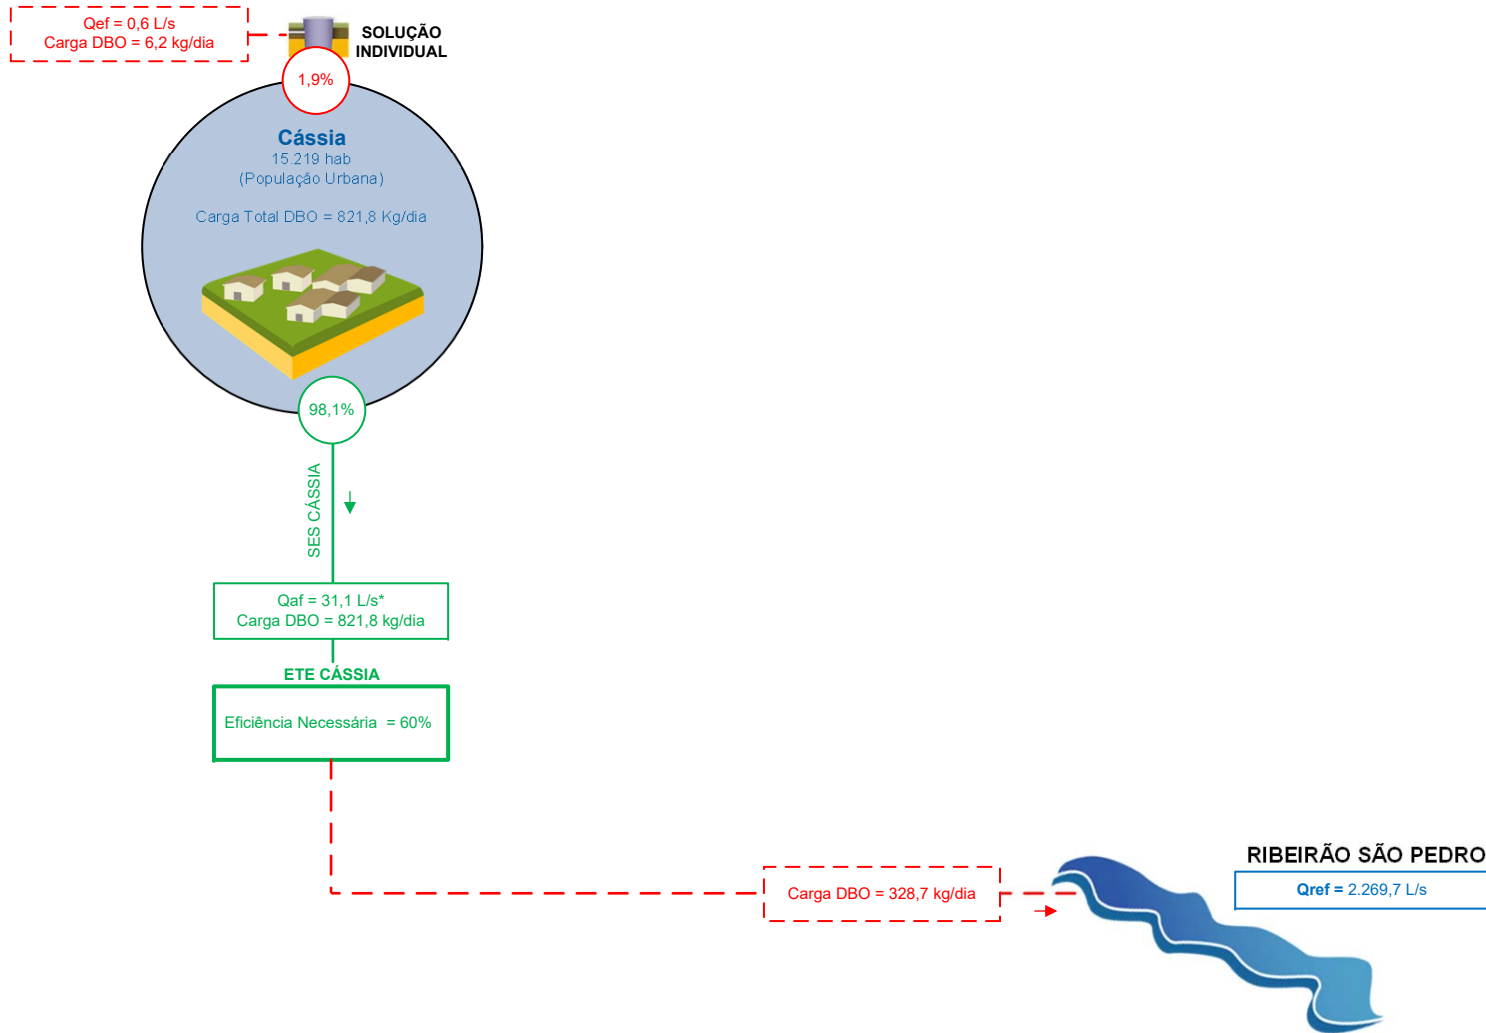 Qef = 0,6 L/s
Carga DBO = 6,2 kg/dia
SOLUÇÃO
INDIVIDUAL
1,9%
Cássia
15.219 hab
(População Urbana)
Carga Total DBO = 821,8 Kg/dia
98,1%
SES CÁSSIA
Qaf = 31,1 L/s*
Carga DBO = 821,8 kg/dia
ETE CÁSSIA
Eficiência Necessária = 60%
Carga DBO = 328,7 kg/dia
RIBEIRÃO SÃO PEDRO
Qref = 2.269,7 L/s